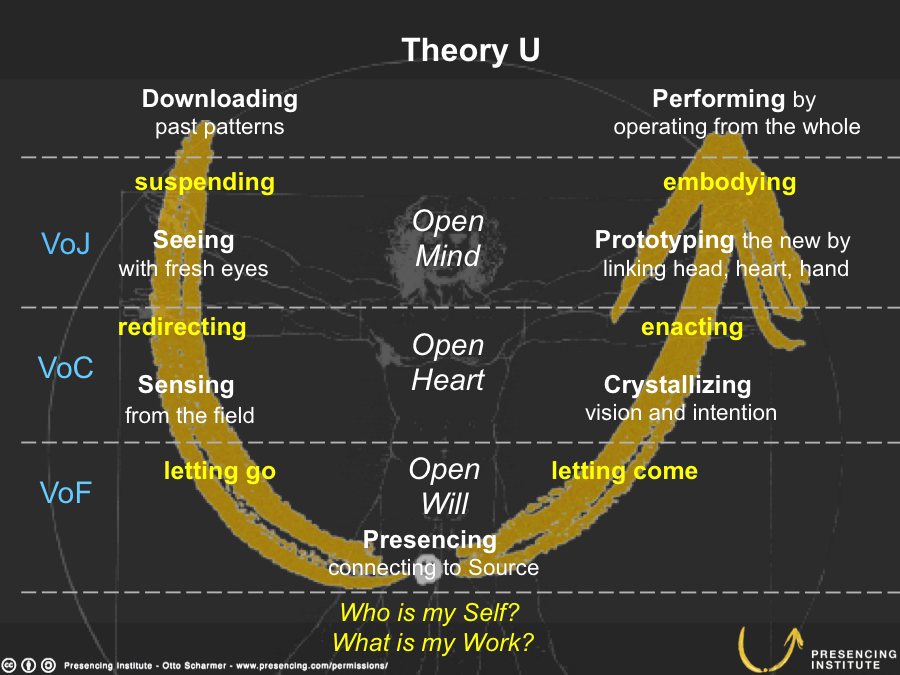 Theory U
Downloading
past patterns
Performing by
operating from the whole
suspending
embodying
VoJ
Seeing
with fresh eyes
Open
Mind
Prototyping the new by
linking head, heart, hand
redirecting
enacting
VoC
Sensing
from the field
Open
Heart
Crystallizing
vision and intention
letting go
letting come
VoF
Open
Will
Presencing
connecting to Source
Who is my Self?
What is my Work?
cc Presencing Institute - Otto Scharmer - www.presencing.com/permissions/
PRESENCING
INSTITUTE